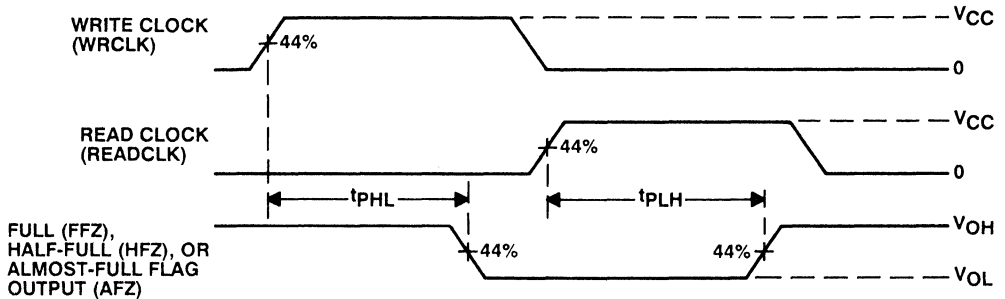 WRITE CLOCK
(WRCLK)
44%
VCC
0
READ CLOCK
(READCLK)
44%
VCC
0
tPHL
tPLH
FULL (FFZ),
HALF-FULL (HFZ), OR
ALMOST-FULL FLAG
OUTPUT (AFZ)
44%
44%
VOH
VOL